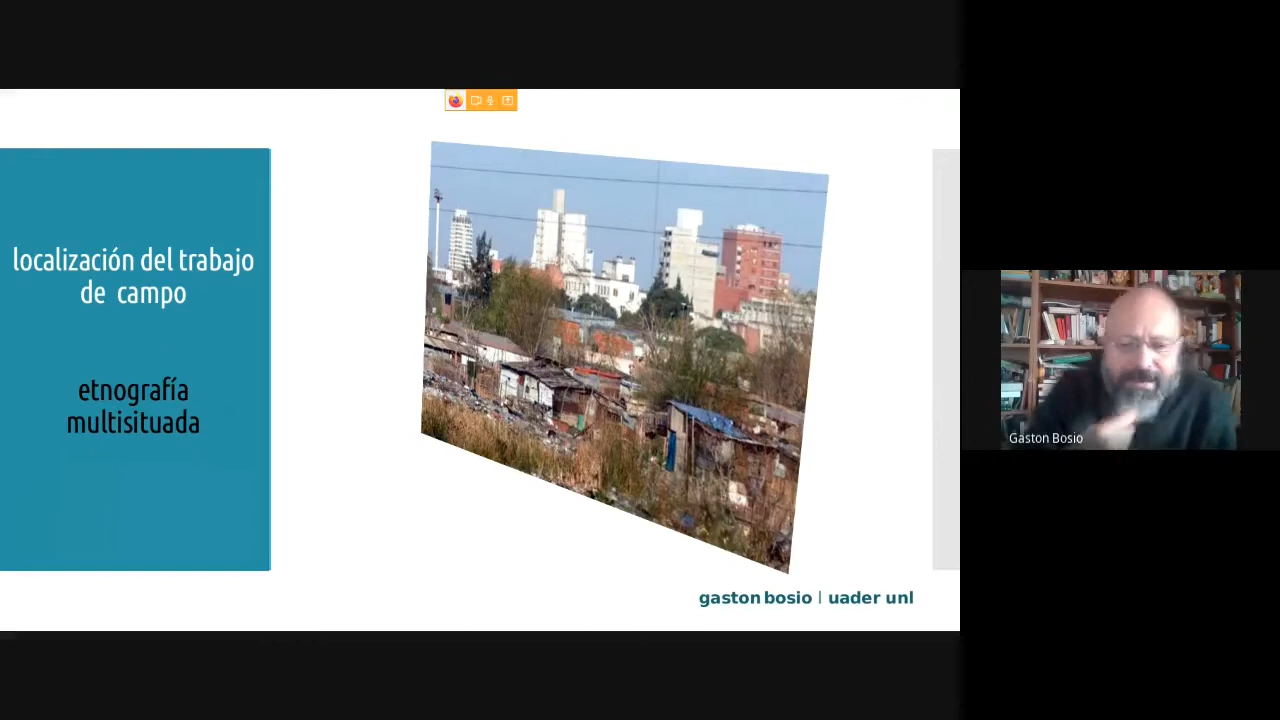 localización del trabajo
de campo
etnografía
multisituada
gaston bosio | uader unl
Gaston Bosio